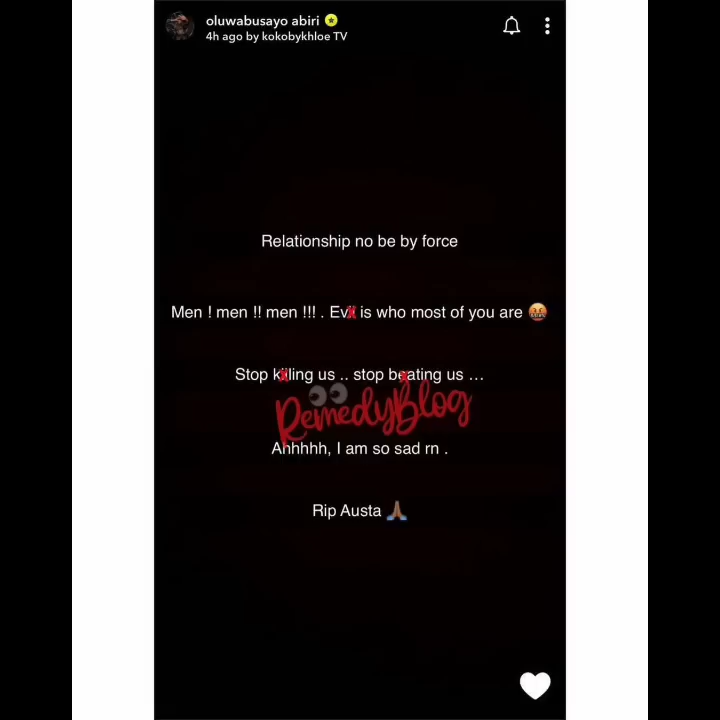 oluwabusayo abiri
4h ago by kokobykhloe TV
Relationship no be by force
Men ! men !! men !!! . Evil is who most of you are 🤬
Stop killing us .. stop beating us ...
RemedyBlog
Ahhhhh, I am so sad rn .
Rip Austa 🙏🏾